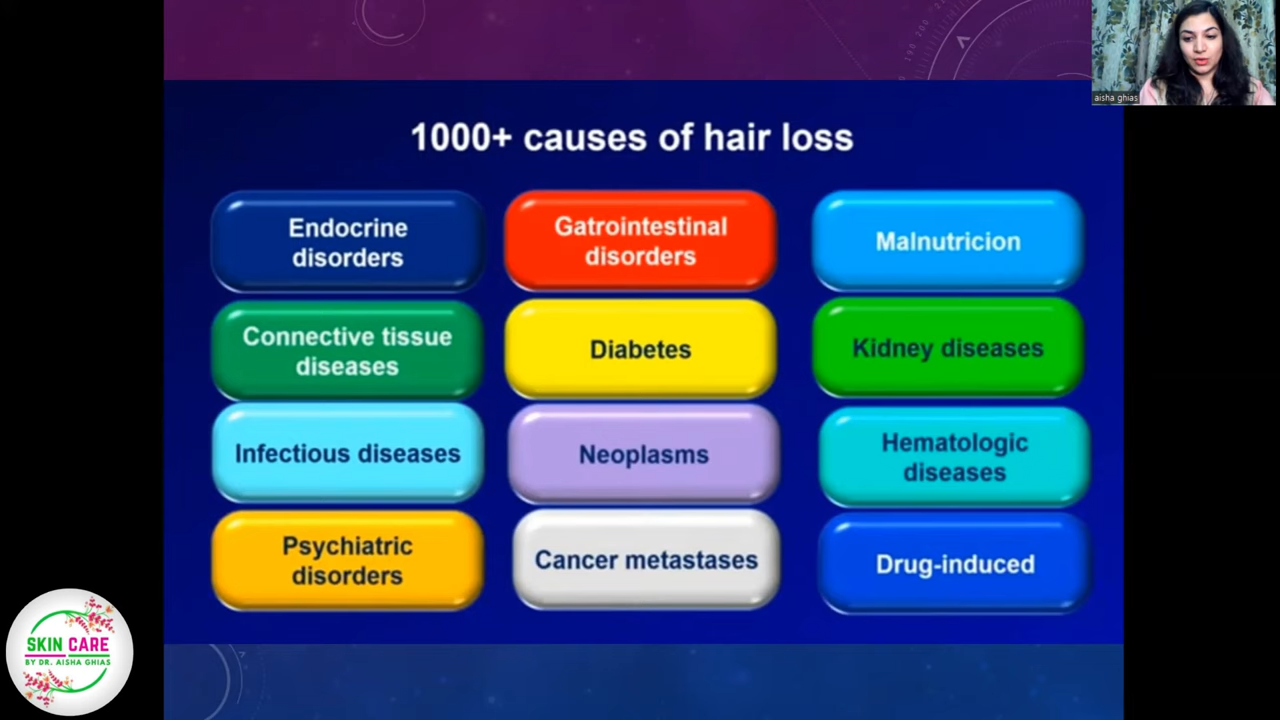 1000+ causes of hair loss
Endocrine
disorders
Gatrointestinal
disorders
Malnutricion
Connective tissue
diseases
Diabetes
Kidney diseases
Infectious diseases
Neoplasms
Hematologic
diseases
Psychiatric
disorders
Cancer metastases
Drug-induced
aisha ghias
SKIN CARE
BY DR. AISHA GHIAS